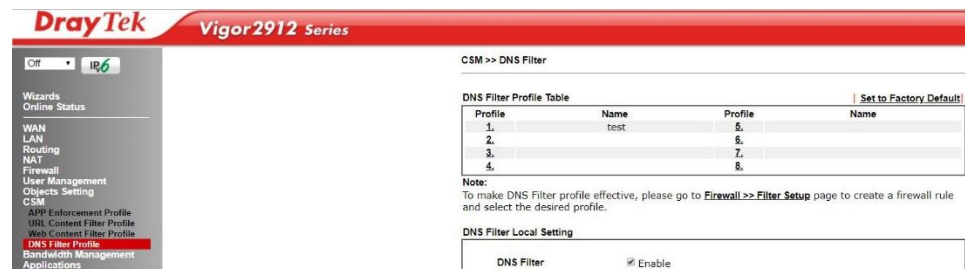 DrayTek Vigor2912 Series
Off IPv6
Wizards
Online Status
WAN
LAN
Routing
NAT
Firewall
User Management
Objects Setting
CSM
APP Enforcement Profile
URL Content Filter Profile
Web Content Filter Profile
DNS Filter Profile
Bandwidth Management
Applications
CSM >> DNS Filter
DNS Filter Profile Table | Set to Factory Default|
Profile Name Profile Name
1. test 5.
2. 6.
3. 7.
4. 8.
Note:
To make DNS Filter profile effective, please go to Firewall >> Filter Setup page to create a firewall rule
and select the desired profile.
DNS Filter Local Setting
DNS Filter Enable